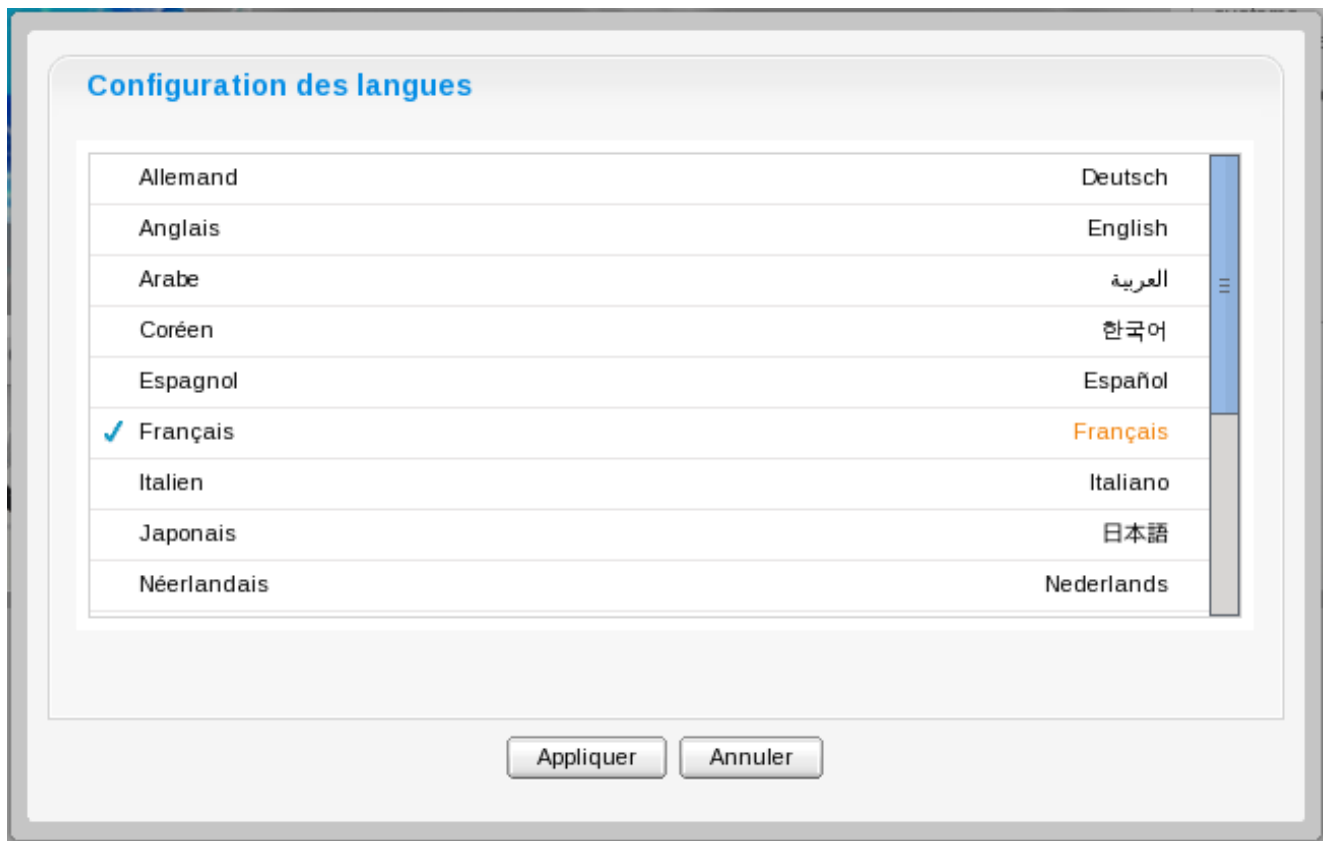 Configuration des langues
Allemand Deutsch
Anglais English
Arabe العربية
Coréen 한국어
Espagnol Español
Français Français
Italien Italiano
Japonais 日本語
Néerlandais Nederlands
Appliquer Annuler